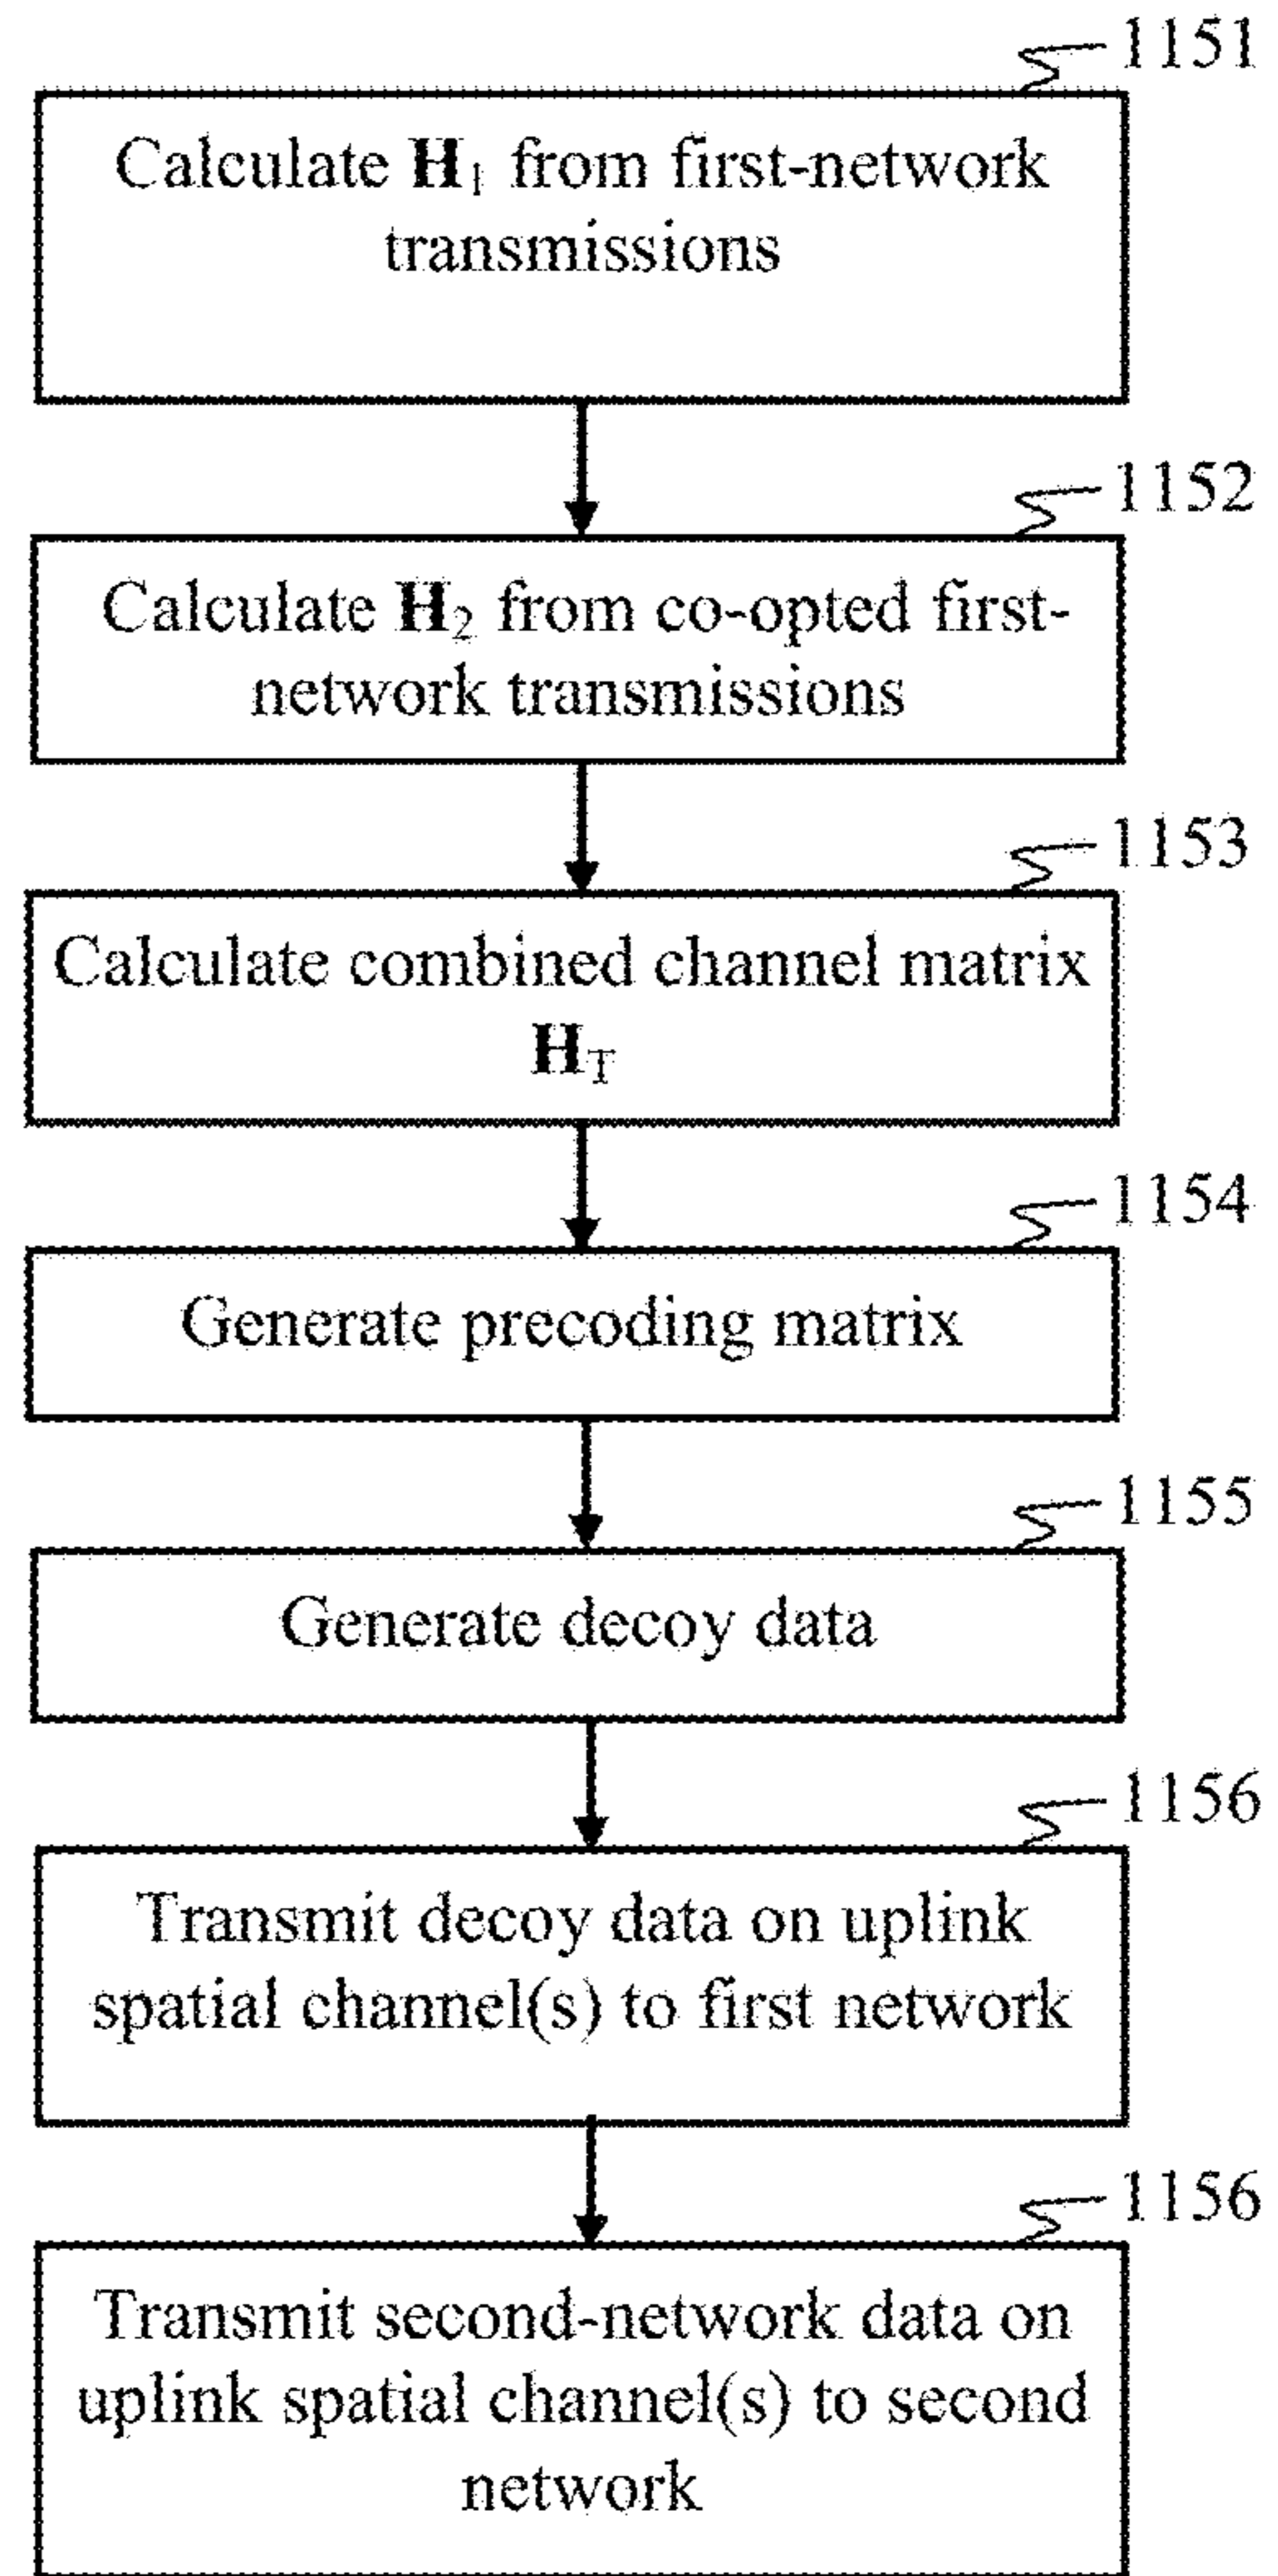 1151
Calculate H₁ from first-network
transmissions
1152
Calculate H₂ from co-opted first-
network transmissions
1153
Calculate combined channel matrix
H_T
1154
Generate precoding matrix
1155
Generate decoy data
1156
Transmit decoy data on uplink
spatial channel(s) to first network
1156
Transmit second-network data on
uplink spatial channel(s) to second
network